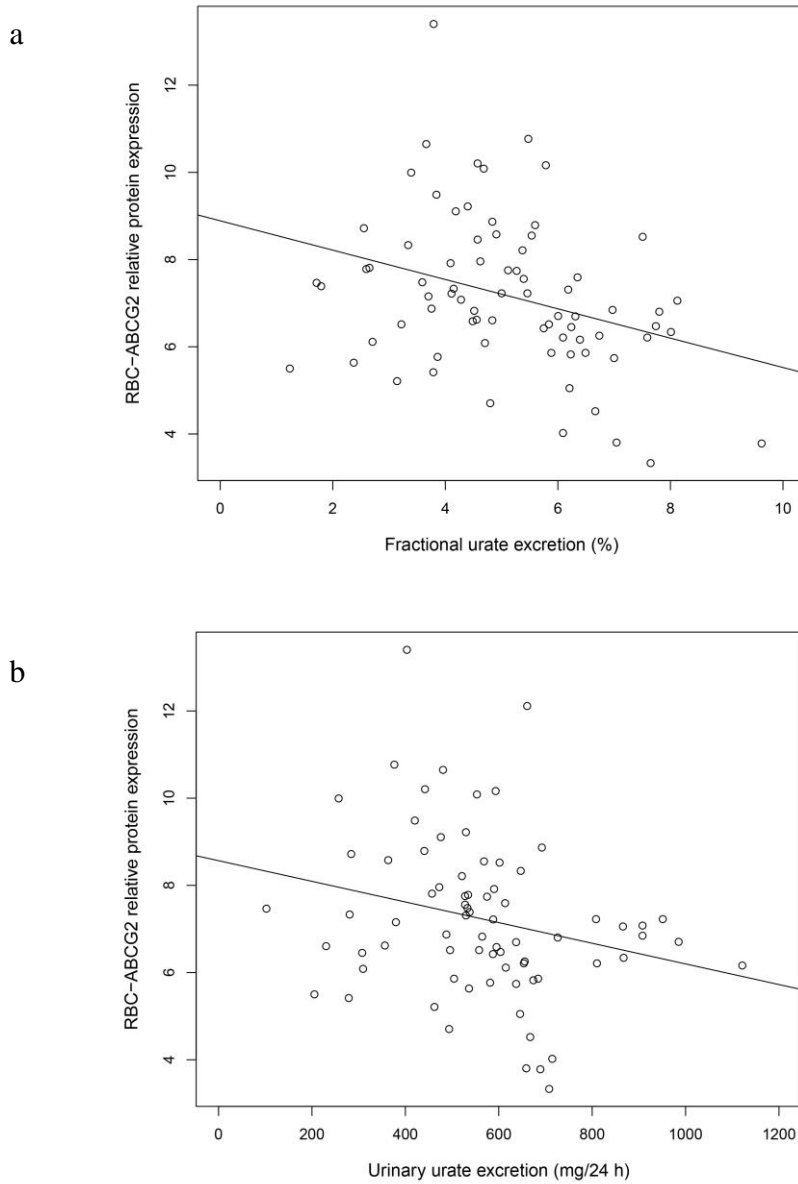 a
RBC−ABCG2 relative protein expression
12
10
8
6
4
0 2 4 6 8 10
Fractional urate excretion (%)
b
RBC−ABCG2 relative protein expression
12
10
8
6
4
0 200 400 600 800 1000 1200
Urinary urate excretion (mg/24 h)